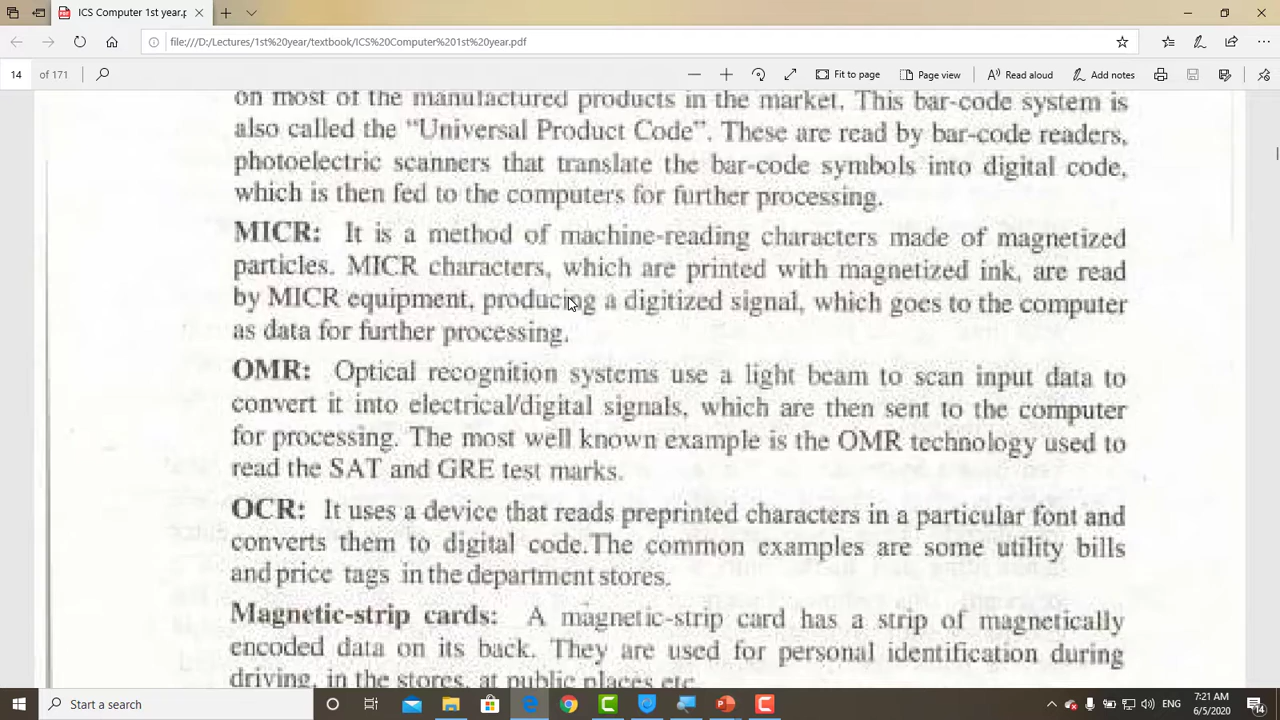 ICS Computer 1st year.p
file:///D:/Lectures/1st%20year/textbook/ICS%20Computer%201st%20year.pdf
14 of 171 Fit to page Page view Read aloud Add notes
on most of the manufactured products in the market. This bar-code system is
also called the "Universal Product Code". These are read by bar-code readers,
photoelectric scanners that translate the bar-code symbols into digital code,
which is then fed to the computers for further processing.
MICR: It is a method of machine-reading characters made of magnetized
particles. MICR characters, which are printed with magnetized ink, are read
by MICR equipment, producing a digitized signal, which goes to the computer
as data for further processing.
OMR: Optical recognition systems use a light beam to scan input data to
convert it into electrical/digital signals, which are then sent to the computer
for processing. The most well known example is the OMR technology used to
read the SAT and GRE test marks.
OCR: It uses a device that reads preprinted characters in a particular font and
converts them to digital code.The common examples are some utility bills
and price tags in the department stores.
Magnetic-strip cards: A magnetic-strip card has a strip of magnetically
encoded data on its back. They are used for personal identification during
driving, in the stores, at public places etc
Start a search
ENG
7:21 AM
6/5/2020
14